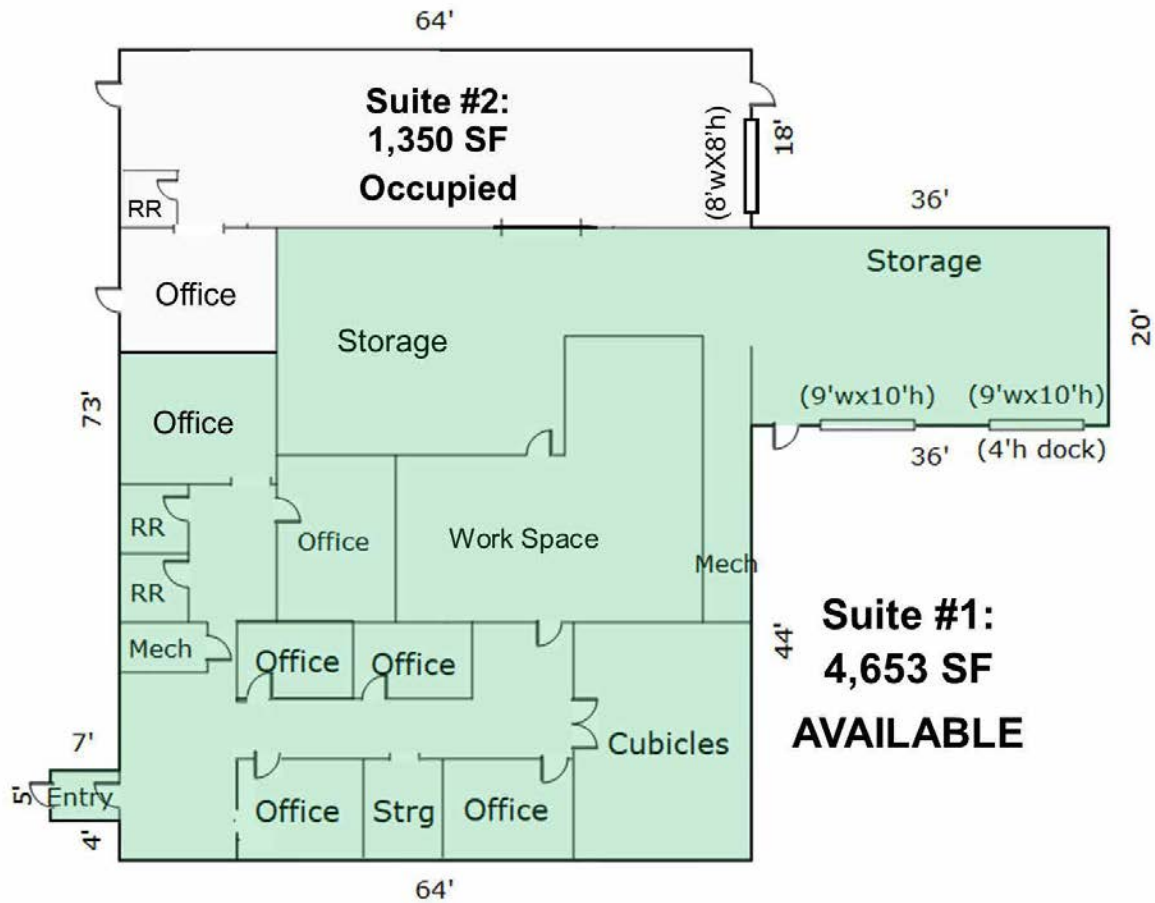 64'
Suite #2:
1,350 SF
Occupied
(8'wX8'h)
18'
RR
36'
Office
Storage
Storage
20'
73'
Office
(9'wx10'h) (9'wx10'h)
36' (4'h dock)
RR
Office
Work Space
Mech
RR
Suite #1:
4,653 SF
AVAILABLE
44'
Mech
Office
Office
Cubicles
7'
5'
Entry
4'
Office
Strg
Office
64'